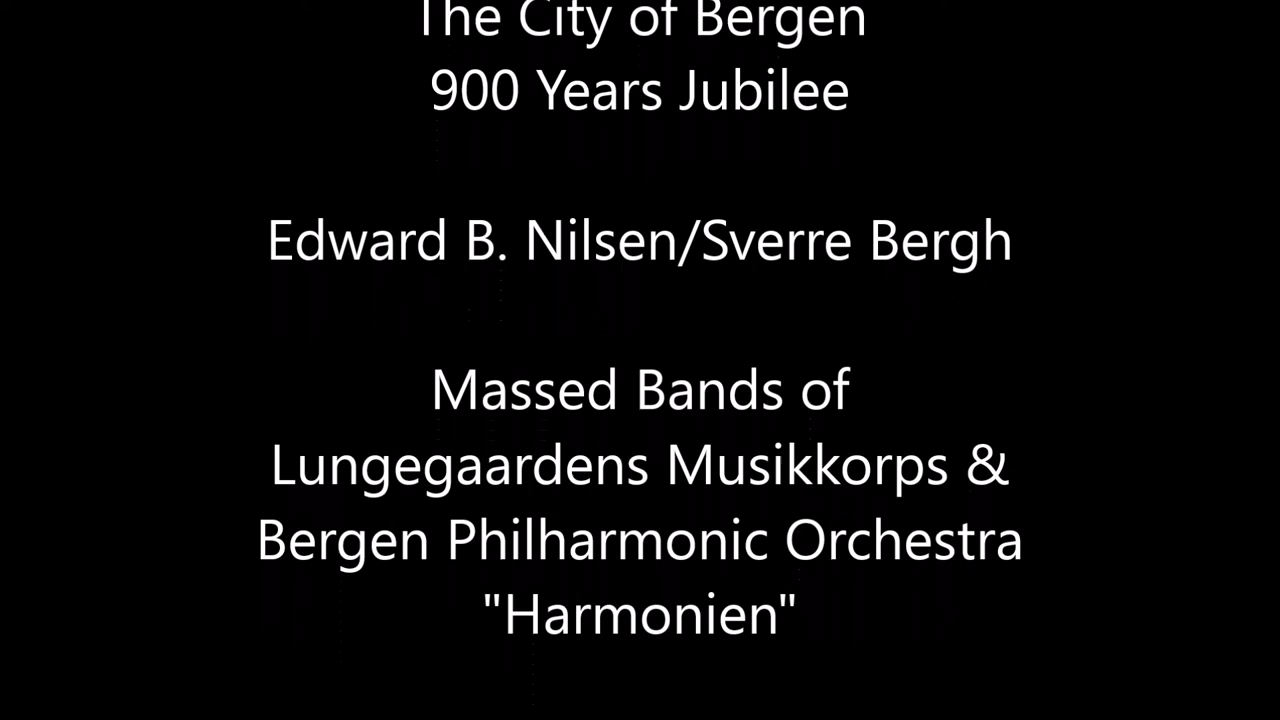 The City of Bergen
900 Years Jubilee
Edward B. Nilsen/Sverre Bergh
Massed Bands of
Lungegaardens Musikkorps &
Bergen Philharmonic Orchestra
"Harmonien"